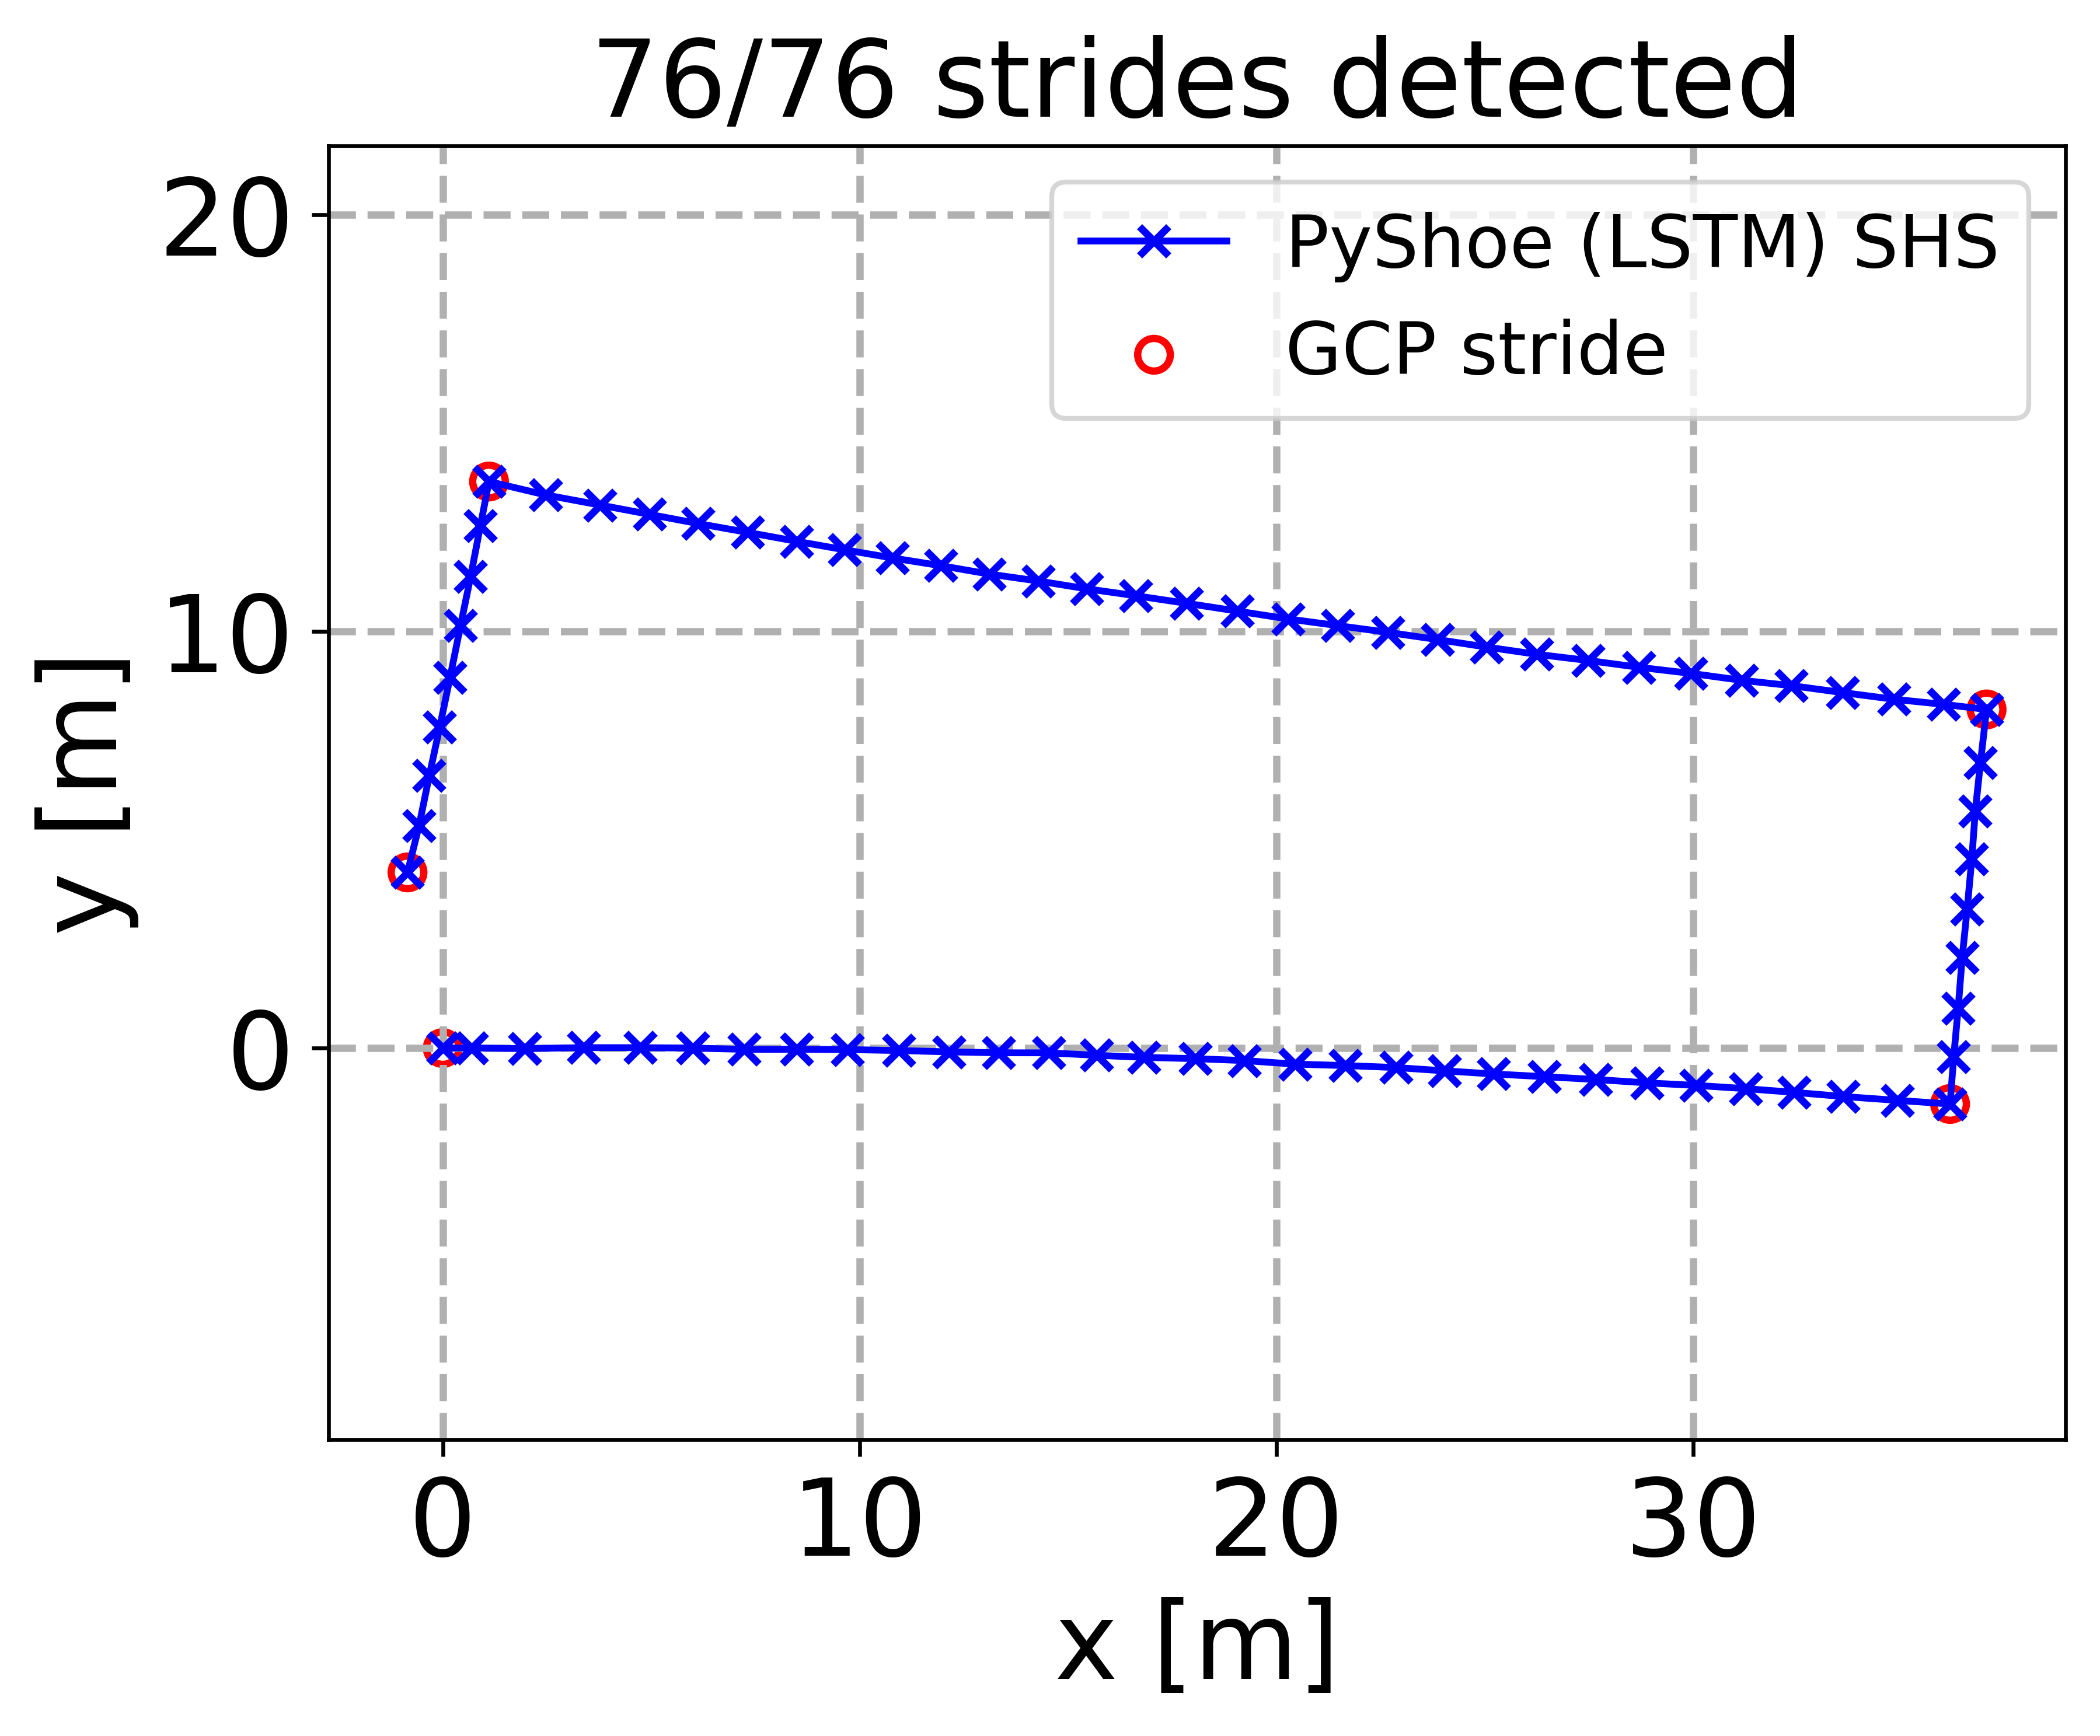 76/76 strides detected
PyShoe (LSTM) SHS
GCP stride
20
10
0
y [m]
0 10 20 30
x [m]